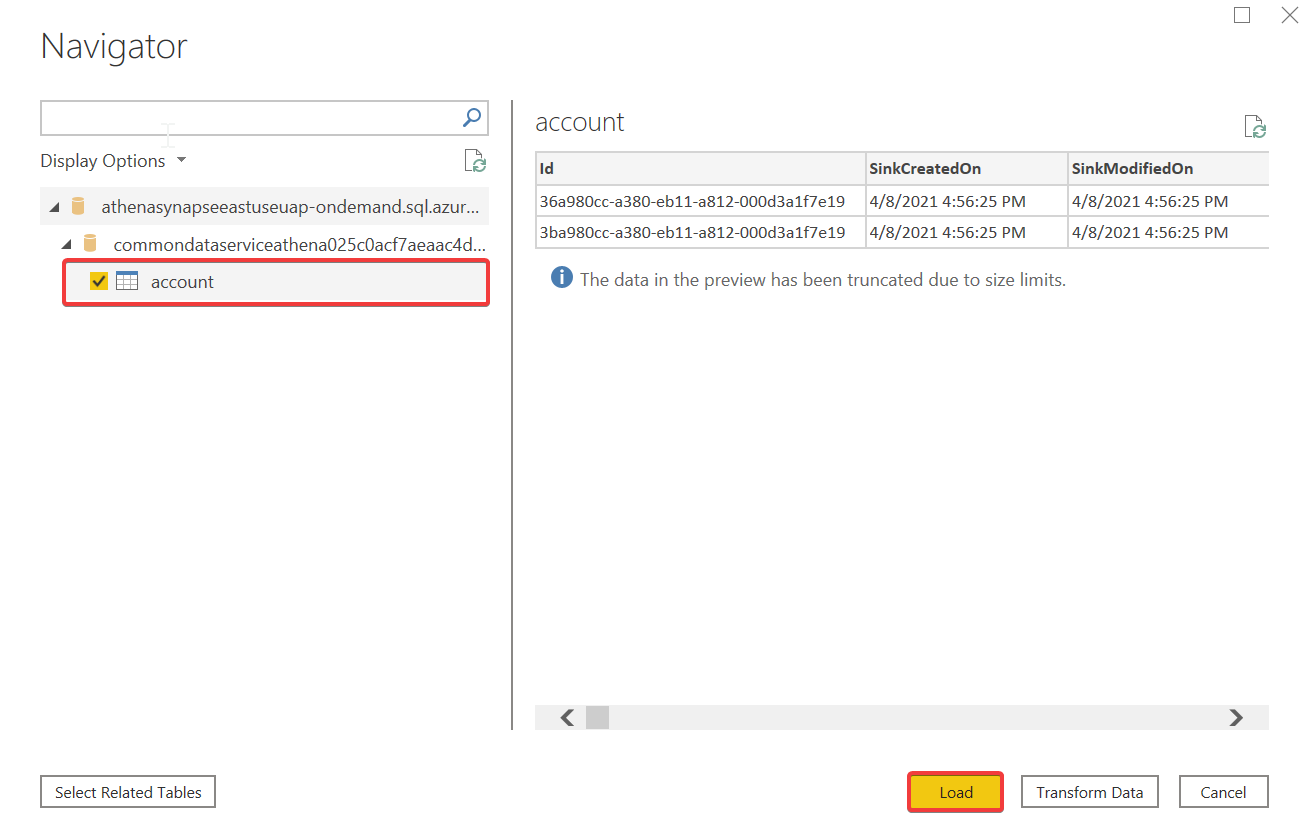 Navigator
Display Options
athenasynapseeastuseuap-ondemand.sql.azur...
commondataserviceathena025c0acf7aeaac4d...
account
account
Id SinkCreatedOn SinkModifiedOn
36a980cc-a380-eb11-a812-000d3a1f7e19 4/8/2021 4:56:25 PM 4/8/2021 4:56:25 PM
3ba980cc-a380-eb11-a812-000d3a1f7e19 4/8/2021 4:56:25 PM 4/8/2021 4:56:25 PM
The data in the preview has been truncated due to size limits.
Select Related Tables Load Transform Data Cancel